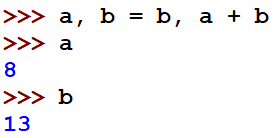 >>> a, b = b, a + b
>>> a
8
>>> b
13